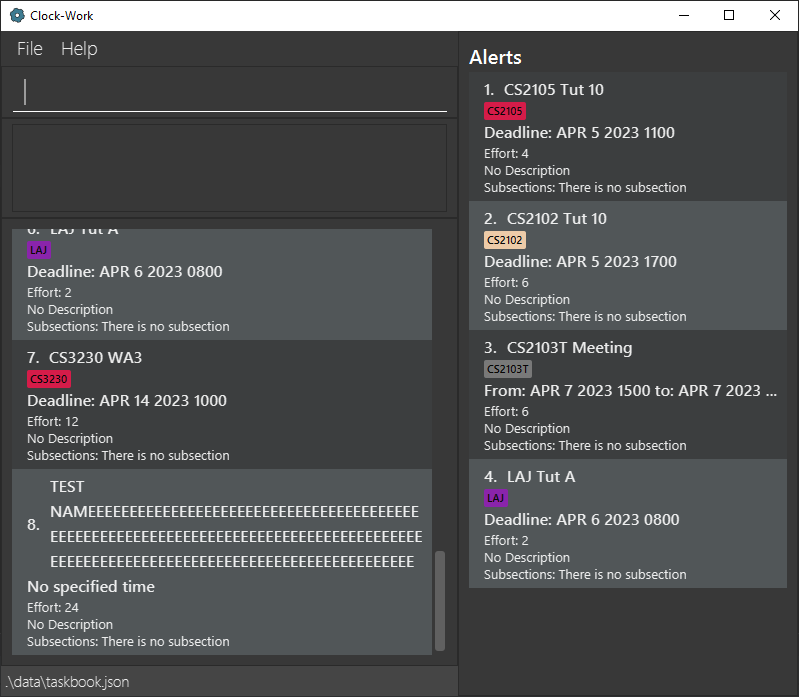 Clock-Work
File Help
6. LAJ Tut A
LAJ
Deadline: APR 6 2023 0800
Effort: 2
No Description
Subsections: There is no subsection
7. CS3230 WA3
CS3230
Deadline: APR 14 2023 1000
Effort: 12
No Description
Subsections: There is no subsection
8.
TEST
NAMEEEEEEEEEEEEEEEEEEEEEEEEEEEEEEEEEEEEEEEE
EEEEEEEEEEEEEEEEEEEEEEEEEEEEEEEEEEEEEEEEEEEEE
EEEEEEEEEEEEEEEEEEEEEEEEEEEEEEEEEEEEEEEEEEEE
No specified time
Effort: 24
No Description
Subsections: There is no subsection
.\data\taskbook.json
Alerts
1. CS2105 Tut 10
CS2105
Deadline: APR 5 2023 1100
Effort: 4
No Description
Subsections: There is no subsection
2. CS2102 Tut 10
CS2102
Deadline: APR 5 2023 1700
Effort: 6
No Description
Subsections: There is no subsection
3. CS2103T Meeting
CS2103T
From: APR 7 2023 1500 to: APR 7 2023 ...
Effort: 6
No Description
Subsections: There is no subsection
4. LAJ Tut A
LAJ
Deadline: APR 6 2023 0800
Effort: 2
No Description
Subsections: There is no subsection